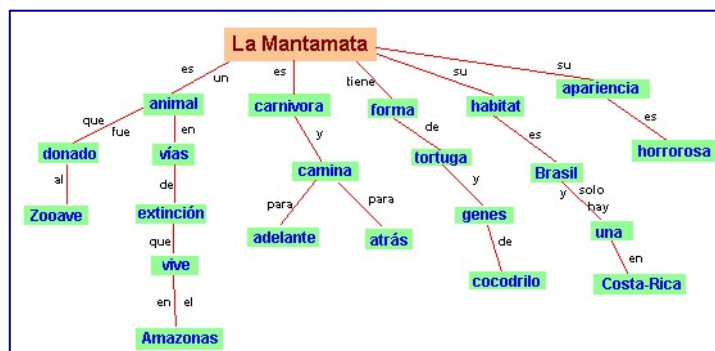 La Mantamata
es un
animal
que fue
donado
al
Zooave
en
vías
de
extinción
que
vive
en el
Amazonas
es
carnivora
y
camina
para
adelante
para
atrás
tiene
forma
de
tortuga
y
genes
de
cocodrilo
su
habitat
es
Brasil
y solo hay
una
en
Costa-Rica
su
apariencia
es
horrorosa